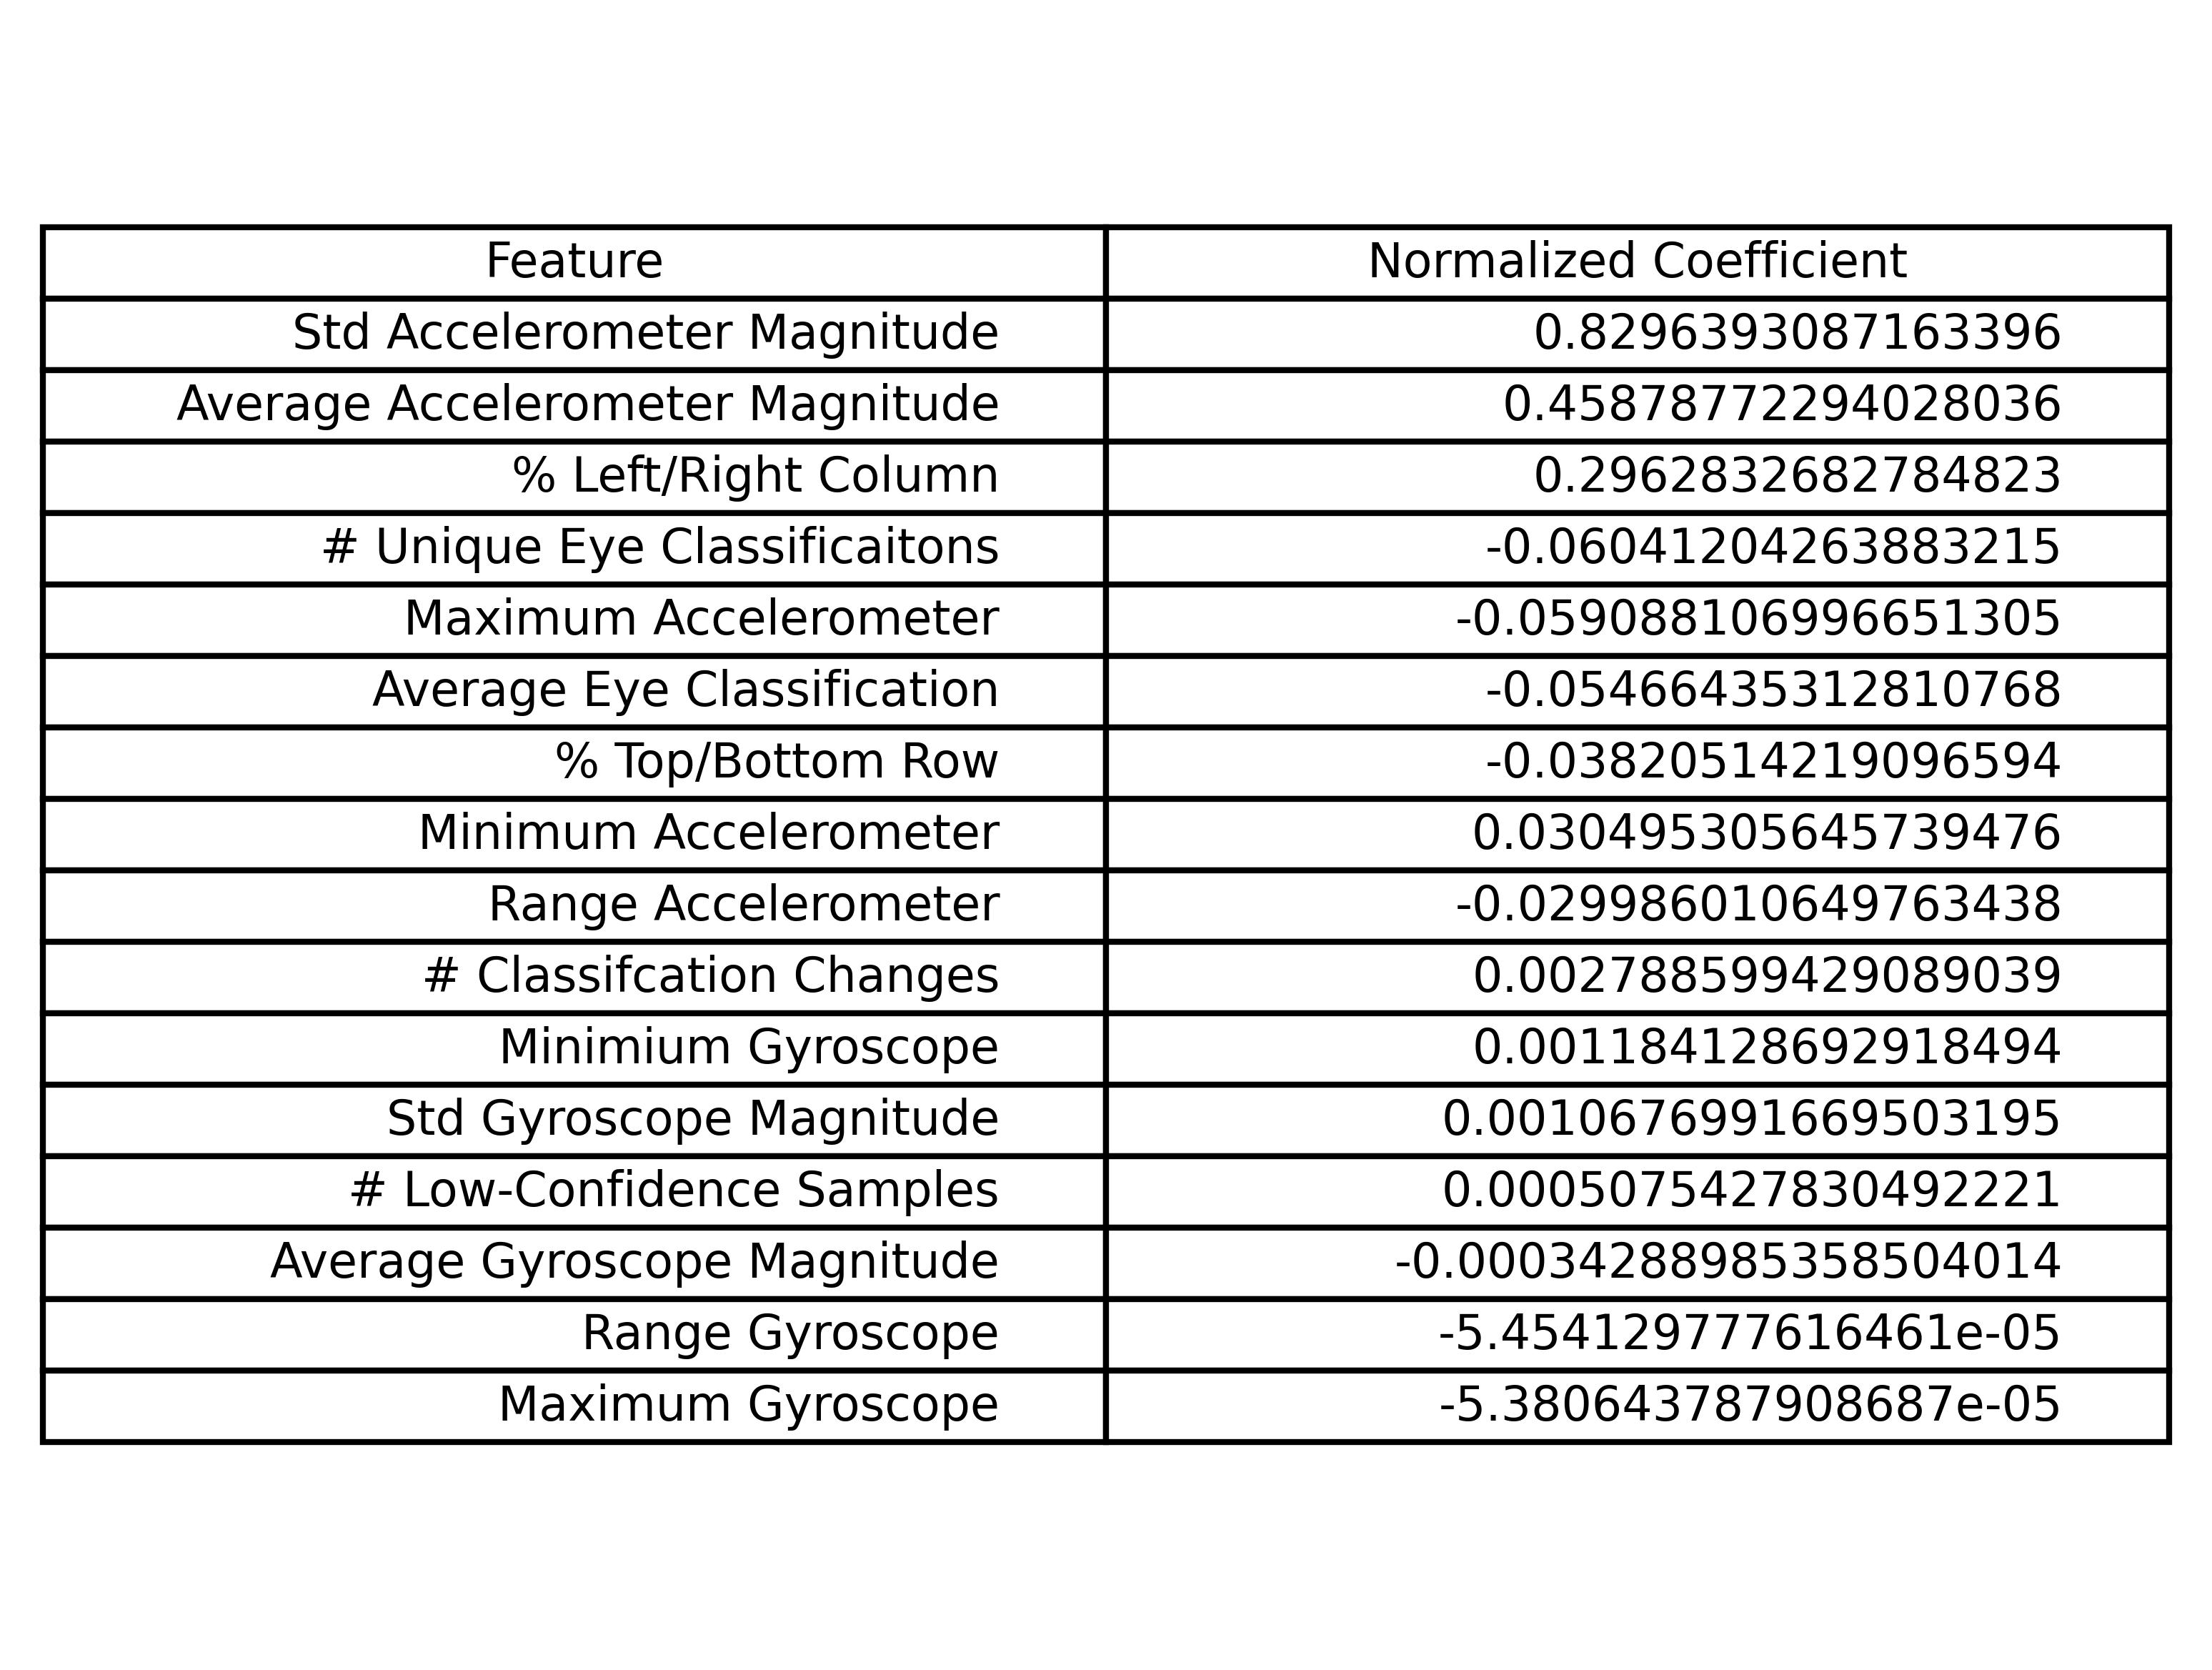 Feature Normalized Coefficient
Std Accelerometer Magnitude 0.8296393087163396
Average Accelerometer Magnitude 0.45878772294028036
% Left/Right Column 0.2962832682784823
# Unique Eye Classificaitons -0.06041204263883215
Maximum Accelerometer -0.059088106996651305
Average Eye Classification -0.05466435312810768
% Top/Bottom Row -0.03820514219096594
Minimum Accelerometer 0.030495305645739476
Range Accelerometer -0.029986010649763438
# Classifcation Changes 0.002788599429089039
Minimium Gyroscope 0.001184128692918494
Std Gyroscope Magnitude 0.0010676991669503195
# Low-Confidence Samples 0.0005075427830492221
Average Gyroscope Magnitude -0.00034288985358504014
Range Gyroscope -5.454129777616461e-05
Maximum Gyroscope -5.380643787908687e-05